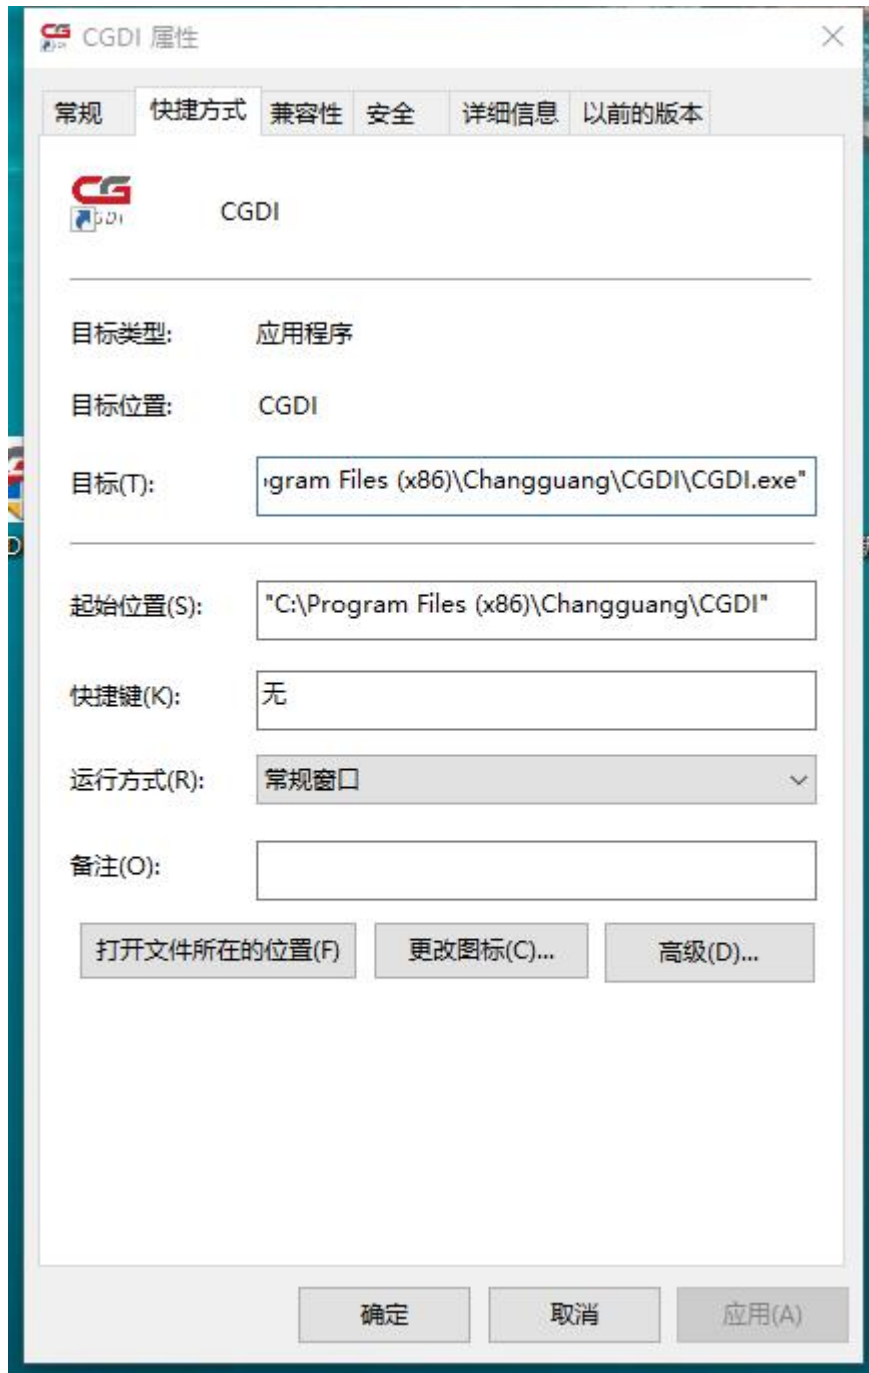 CGDI 属性
常规 快捷方式 兼容性 安全 详细信息 以前的版本
CG
CGDI
目标类型: 应用程序
目标位置: CGDI
目标(T): gram Files (x86)\Changguang\CGDI\CGDI.exe"
起始位置(S): "C:\Program Files (x86)\Changguang\CGDI"
快捷键(K): 无
运行方式(R): 常规窗口
备注(O):
打开文件所在的位置(F) 更改图标(C)... 高级(D)...
确定 取消 应用(A)